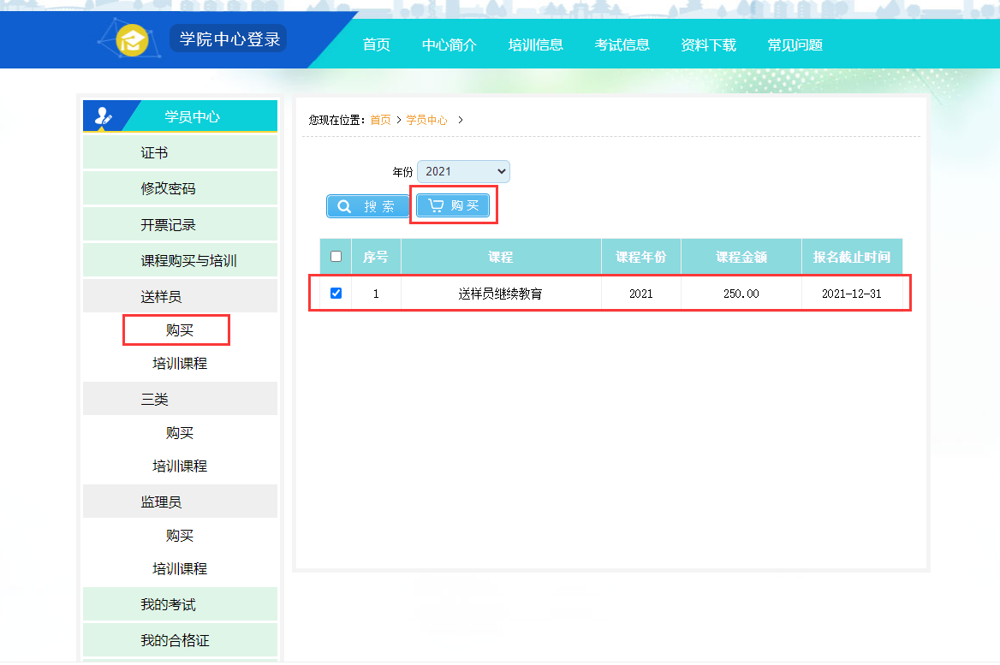 学院中心登录
首页 中心简介 培训信息 考试信息 资料下载 常见问题
学员中心
证书
修改密码
开票记录
课程购买与培训
送样员
购买
培训课程
三类
购买
培训课程
监理员
购买
培训课程
我的考试
我的合格证
您现在位置：首页 > 学员中心 >
年份 2021
搜索 购买
序号 课程 课程年份 课程金额 报名截止时间
1 送样员继续教育 2021 250.00 2021-12-31